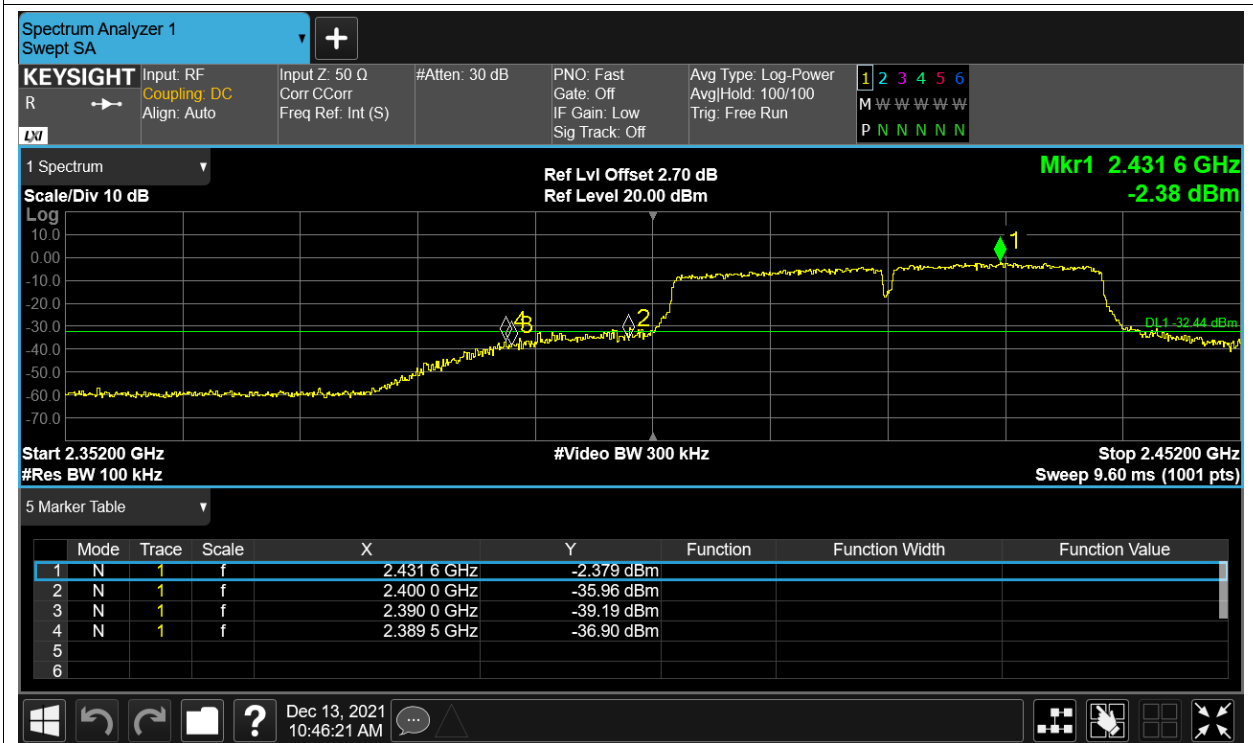 Spectrum Analyzer 1
Swept SA
KEYSIGHT
R
LXI
Input: RF
Coupling: DC
Align: Auto
Input Z: 50 Ω
Corr CCorr
Freq Ref: Int (S)
#Atten: 30 dB
PNO: Fast
Gate: Off
IF Gain: Low
Sig Track: Off
Avg Type: Log-Power
Avg|Hold: 100/100
Trig: Free Run
1 2 3 4 5 6
M W W W W W
P N N N N N
1 Spectrum
Scale/Div 10 dB
Ref Lvl Offset 2.70 dB
Ref Level 20.00 dBm
Mkr1 2.431 6 GHz
-2.38 dBm
Log
10.0
0.00
-10.0
-20.0
-30.0
-40.0
-50.0
-60.0
-70.0
1
2
4
3
DL1 -32.44 dBm
Start 2.35200 GHz
#Video BW 300 kHz
Stop 2.45200 GHz
#Res BW 100 kHz
Sweep 9.60 ms (1001 pts)
5 Marker Table
Mode Trace Scale X Y Function Function Width Function Value
1 N 1 f 2.431 6 GHz -2.379 dBm
2 N 1 f 2.400 0 GHz -35.96 dBm
3 N 1 f 2.390 0 GHz -39.19 dBm
4 N 1 f 2.389 5 GHz -36.90 dBm
5
6
?
Dec 13, 2021
10:46:21 AM